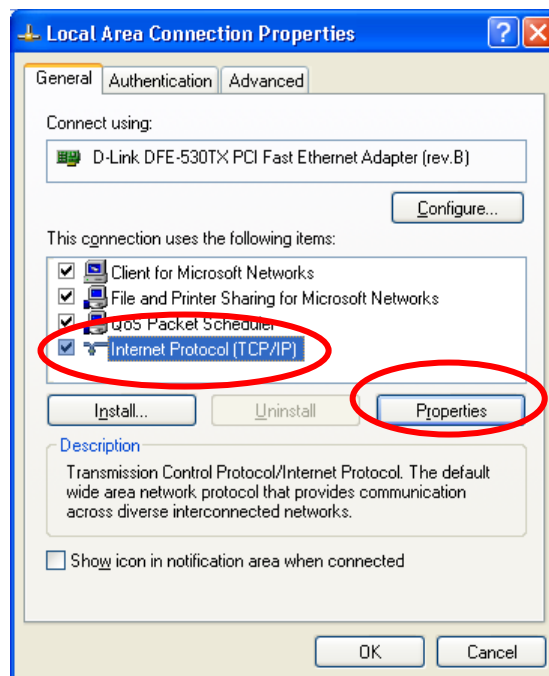 Local Area Connection Properties
General Authentication Advanced
Connect using:
D-Link DFE-530TX PCI Fast Ethernet Adapter (rev.B)
Configure...
This connection uses the following items:
Client for Microsoft Networks
File and Printer Sharing for Microsoft Networks
QoS Packet Scheduler
Internet Protocol (TCP/IP)
Install... Uninstall Properties
Description
Transmission Control Protocol/Internet Protocol. The default
wide area network protocol that provides communication
across diverse interconnected networks.
Show icon in notification area when connected
OK Cancel